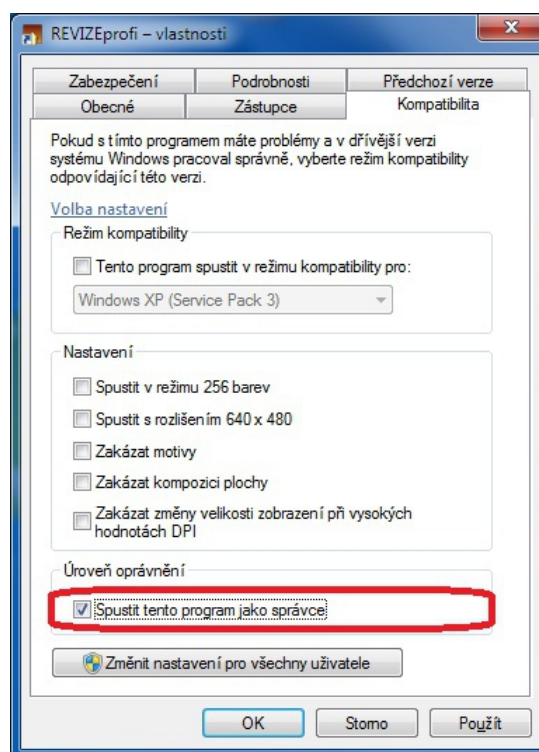 REVIZEprofi – vlastnosti
Zabezpečení Podrobnosti Předchozí verze
Obecné Zástupce Kompatibilita
Pokud s tímto programem máte problémy a v dřívější verzi
systému Windows pracoval správně, vyberte režim kompatibility
odpovídající této verzi.
Volba nastavení
Režim kompatibility
Tento program spustit v režimu kompatibility pro:
Windows XP (Service Pack 3)
Nastavení
Spustit v režimu 256 barev
Spustit s rozlišením 640 x 480
Zakázat motivy
Zakázat kompozici plochy
Zakázat změny velikosti zobrazení při vysokých
hodnotách DPI
Úroveň oprávnění
Spustit tento program jako správce
Změnit nastavení pro všechny uživatele
OK Storno Použít